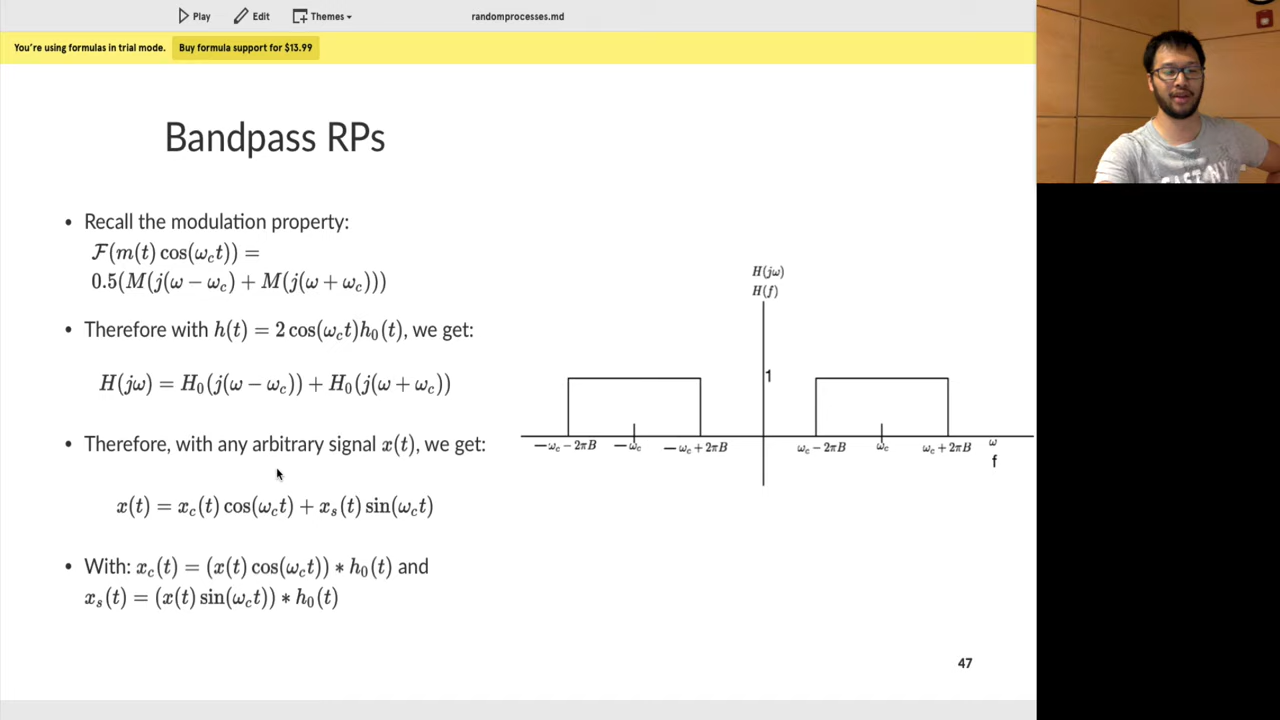 Play Edit Themes randomprocesses.md
You're using formulas in trial mode. Buy formula support for $13.99
Bandpass RPs
• Recall the modulation property:
ℱ(m(t) cos(ω_c t)) =
0.5(M(j(ω − ω_c) + M(j(ω + ω_c)))
• Therefore with h(t) = 2 cos(ω_c t)h_0(t), we get:
H(jω) = H_0(j(ω − ω_c)) + H_0(j(ω + ω_c))
• Therefore, with any arbitrary signal x(t), we get:
x(t) = x_c(t) cos(ω_c t) + x_s(t) sin(ω_c t)
• With: x_c(t) = (x(t) cos(ω_c t)) ∗ h_0(t) and
x_s(t) = (x(t) sin(ω_c t)) ∗ h_0(t)
H(jω)
H(f)
1
−ω_c − 2πB −ω_c −ω_c + 2πB ω_c − 2πB ω_c ω_c + 2πB ω
f
47